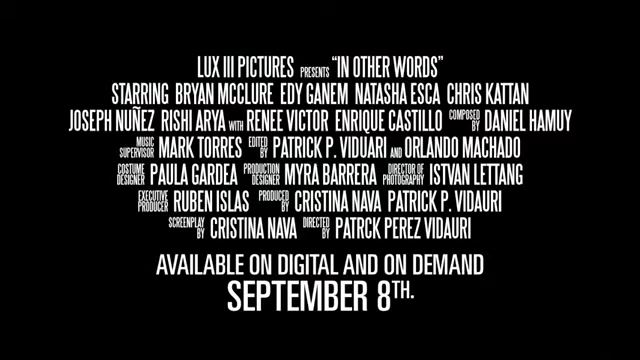 LUX III PICTURES PRESENTS "IN OTHER WORDS"
STARRING BRYAN MCCLURE EDY GANEM NATASHA ESCA CHRIS KATTAN
JOSEPH NUÑEZ RISHI ARYA WITH RENEE VICTOR ENRIQUE CASTILLO COMPOSED BY DANIEL HAMUY
MUSIC SUPERVISOR MARK TORRES EDITED BY PATRICK P. VIDUARI AND ORLANDO MACHADO
COSTUME DESIGNER PAULA GARDEA PRODUCTION DESIGNER MYRA BARRERA DIRECTOR OF PHOTOGRAPHY ISTVAN LETTANG
EXECUTIVE PRODUCER RUBEN ISLAS PRODUCED BY CRISTINA NAVA PATRICK P. VIDAURI
SCREENPLAY BY CRISTINA NAVA DIRECTED BY PATRCK PEREZ VIDAURI
AVAILABLE ON DIGITAL AND ON DEMAND
SEPTEMBER 8TH.